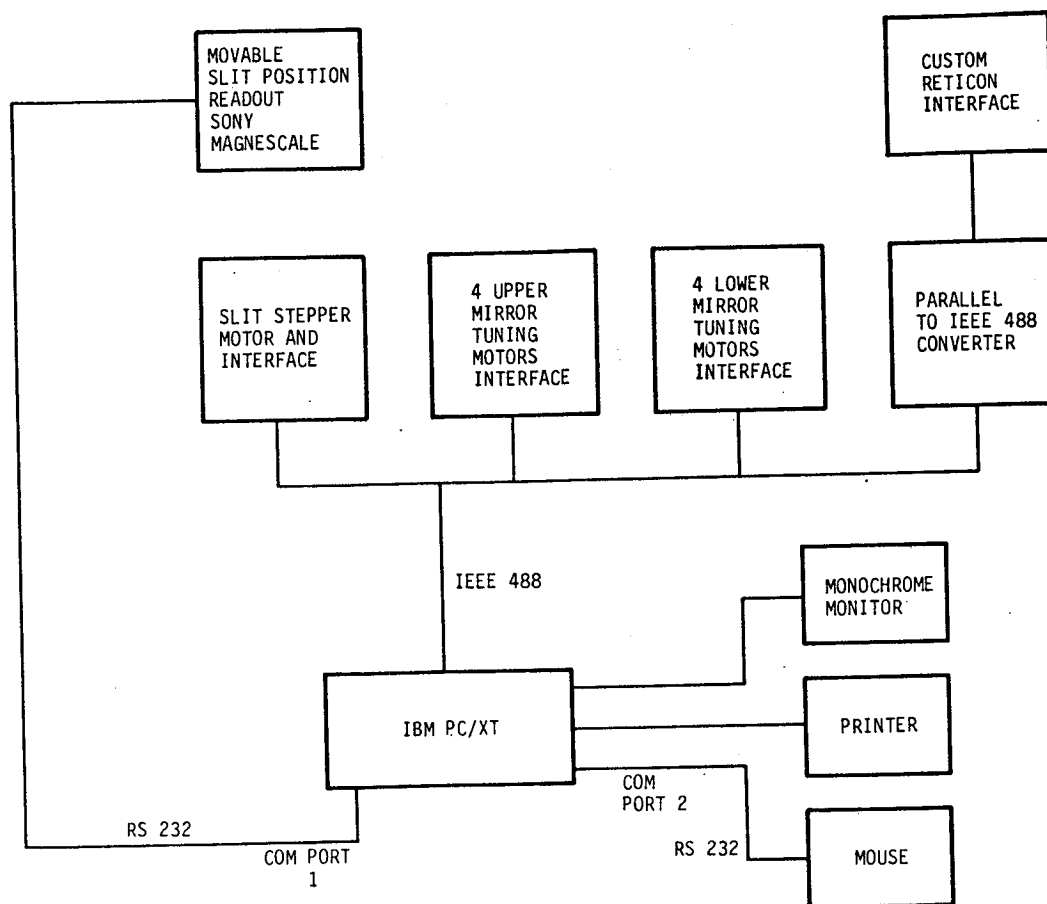 MOVABLE
SLIT POSITION
READOUT
SONY
MAGNESCALE
CUSTOM
RETICON
INTERFACE
SLIT STEPPER
MOTOR AND
INTERFACE
4 UPPER
MIRROR
TUNING
MOTORS
INTERFACE
4 LOWER
MIRROR
TUNING
MOTORS
INTERFACE
PARALLEL
TO IEEE 488
CONVERTER
IEEE 488
MONOCHROME
MONITOR
IBM PC/XT
PRINTER
COM
PORT 2
RS 232
COM PORT
1
RS 232
MOUSE